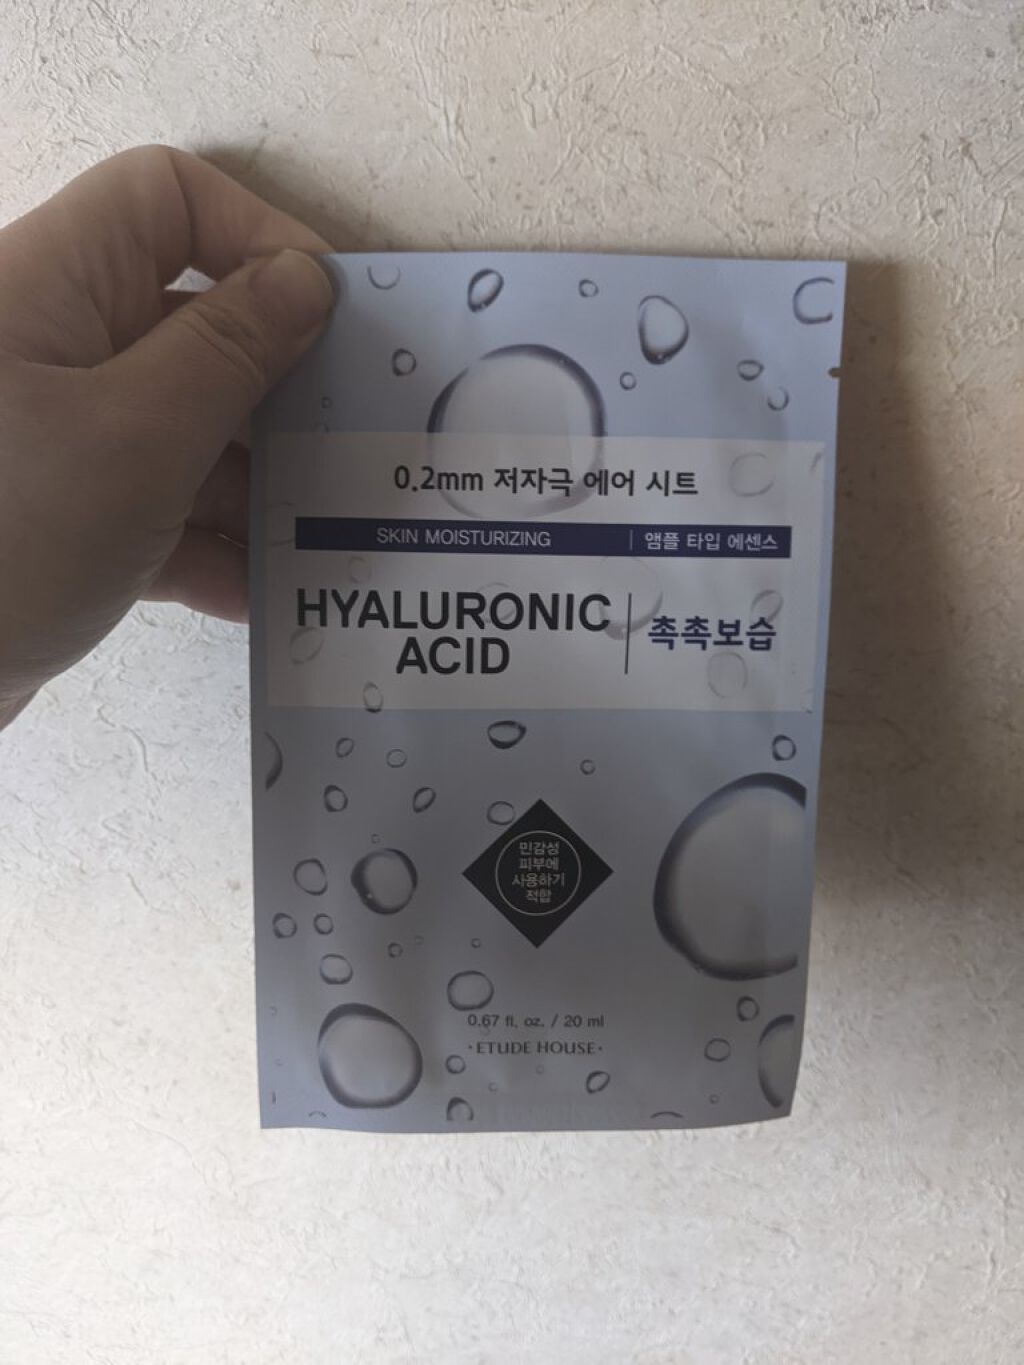 0.2mm 저자극 에어 시트
SKIN MOISTURIZING | 앰플 타입 에센스
HYALURONIC
ACID
촉촉보습
민감성
피부에
사용하기
적합
0.67 fl. oz. / 20 ml
·ETUDE HOUSE·